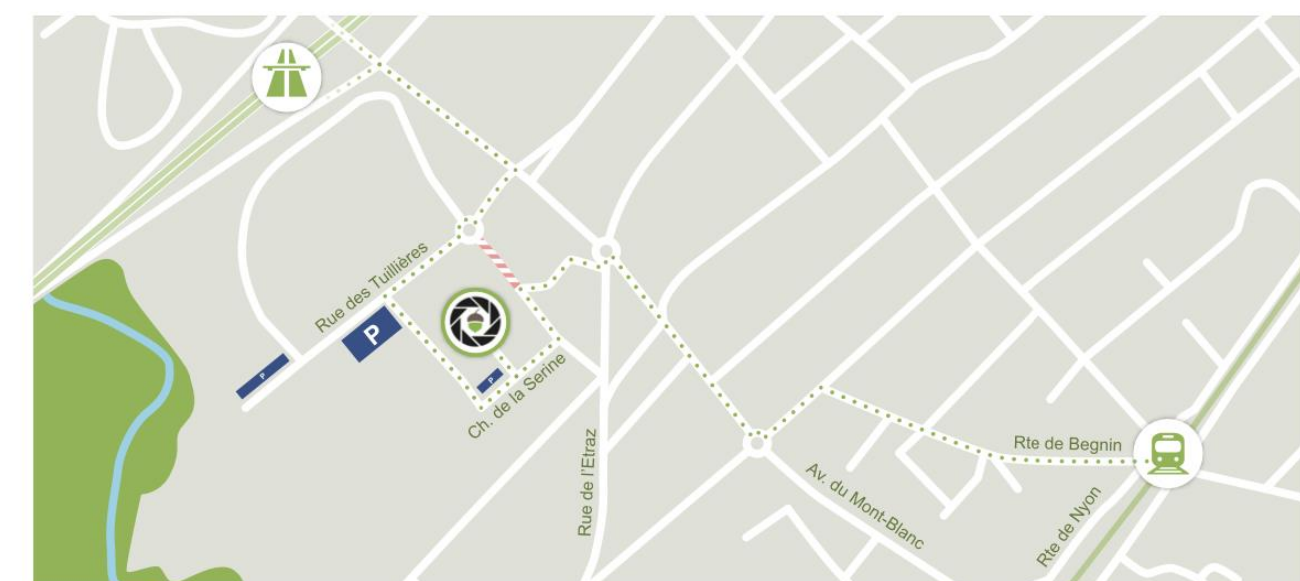 Rue des Tuillières
P
P
P
Ch. de la Serine
Rue de l'Etraz
Av. du Mont-Blanc
Rte de Begnin
Rte de Nyon